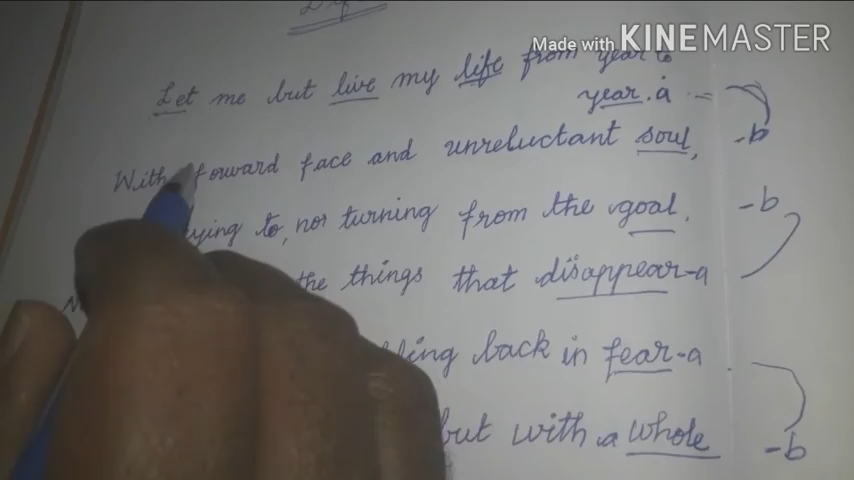 Made with KINEMASTER
Let me but live my life from year to
year. a
With forward face and unreluctant soul, -b
to, nor turning from the goal. -b
the things that disappear-a
back in fear-a
but with a whole -b